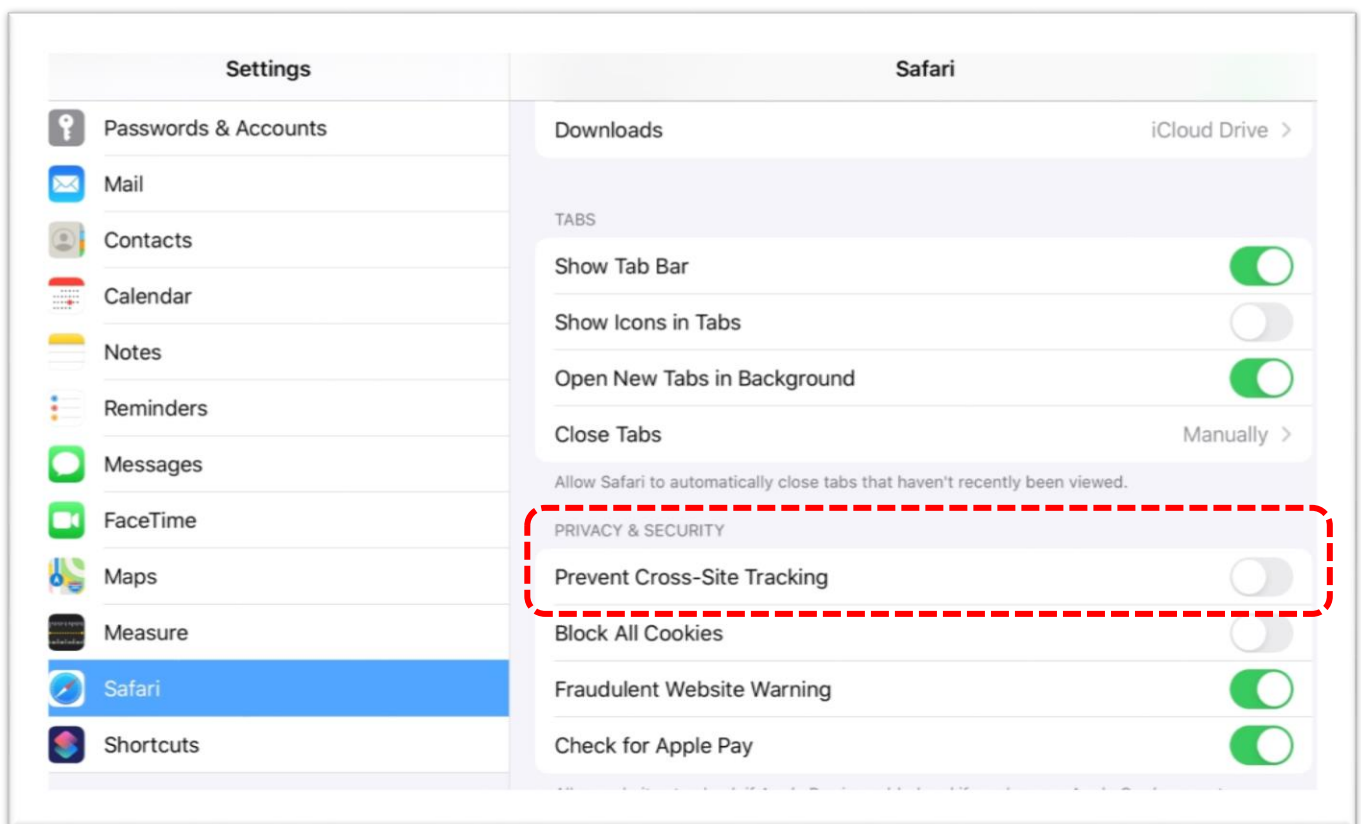 Settings
Passwords & Accounts
Mail
Contacts
Calendar
Notes
Reminders
Messages
FaceTime
Maps
Measure
Safari
Shortcuts
Safari
Downloads iCloud Drive >
TABS
Show Tab Bar
Show Icons in Tabs
Open New Tabs in Background
Close Tabs Manually >
Allow Safari to automatically close tabs that haven't recently been viewed.
PRIVACY & SECURITY
Prevent Cross-Site Tracking
Block All Cookies
Fraudulent Website Warning
Check for Apple Pay